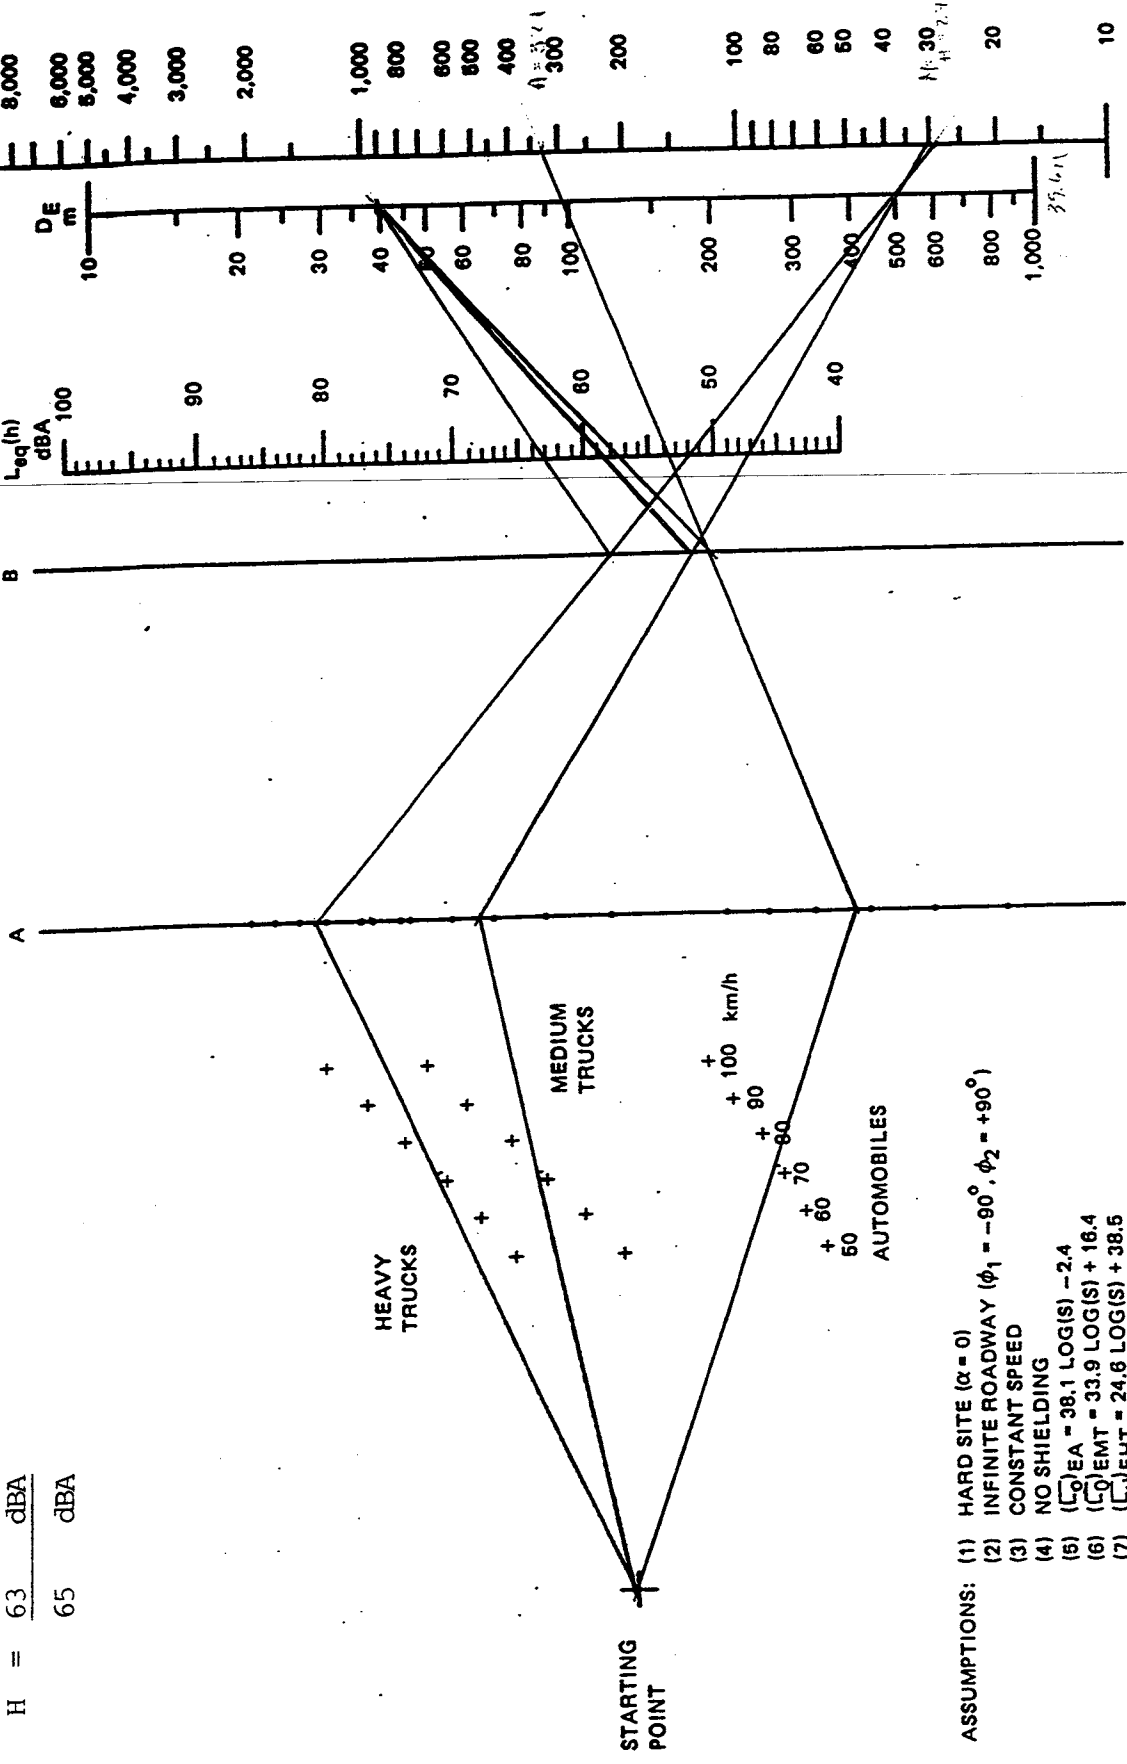 H = 63 dBA
65 dBA
STARTING
POINT
HEAVY
TRUCKS
MEDIUM
TRUCKS
AUTOMOBILES
50
60
70
80
90
100 km/h
A
B
Leq(h)
dBA
100
90
80
70
60
50
40
DE
m
10
20
30
40
50
60
80
100
200
300
400
500
600
800
1,000
8,000
6,000
5,000
4,000
3,000
2,000
1,000
800
600
500
400
300
200
100
80
60
50
40
30
20
10
ASSUMPTIONS: (1) HARD SITE (α = 0)
(2) INFINITE ROADWAY (ϕ1 = −90°, ϕ2 = +90°)
(3) CONSTANT SPEED
(4) NO SHIELDING
(5) (L0)EA = 38.1 LOG(S) −2.4
(6) (L0)EMT = 33.9 LOG(S) + 16.4
(7) (L0)EHT = 24.6 LOG(S) + 38.5